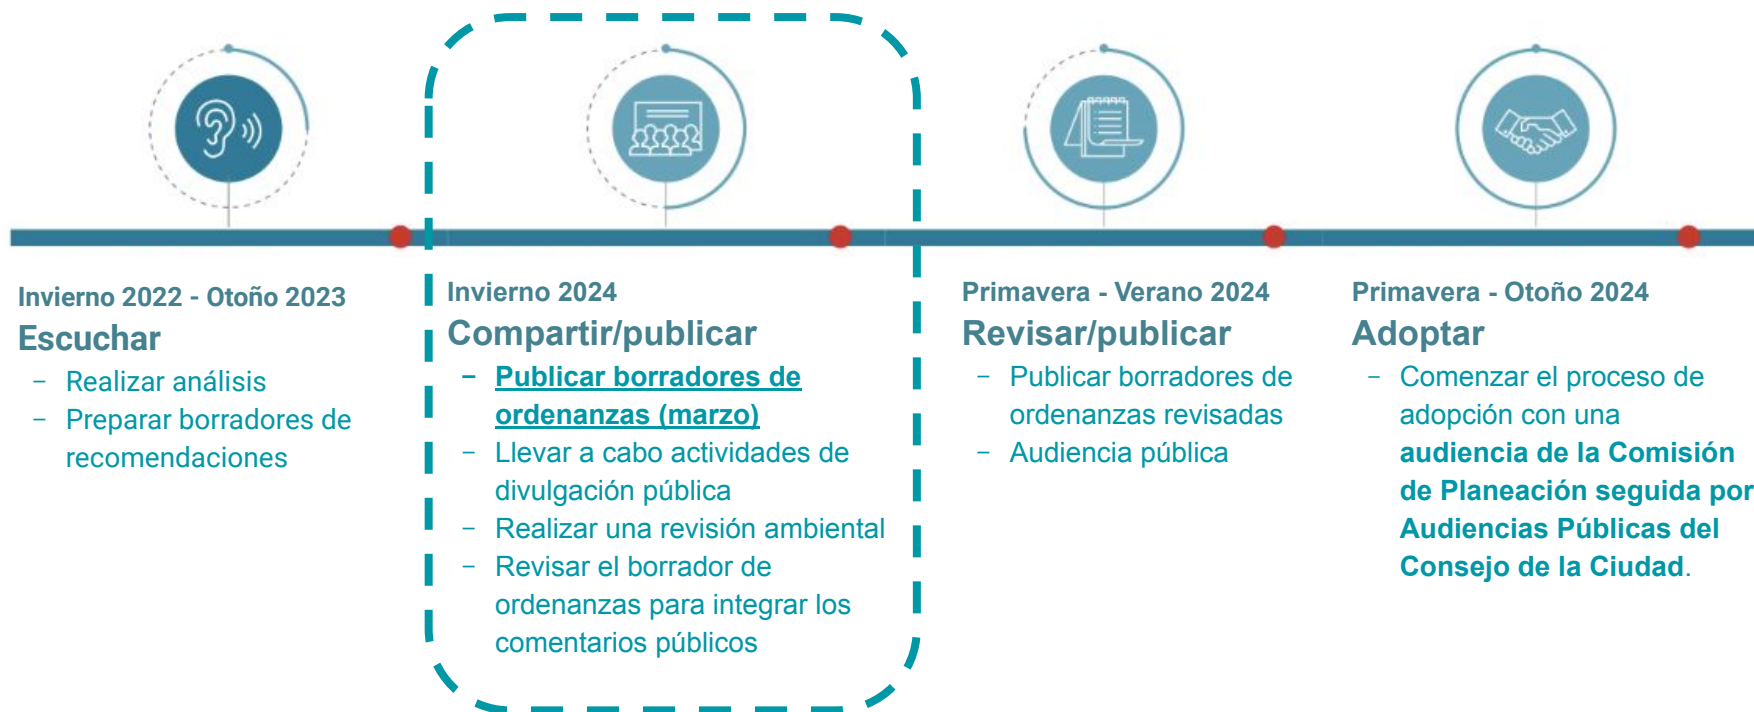 Invierno 2022 - Otoño 2023
Escuchar
− Realizar análisis
− Preparar borradores de
recomendaciones
Invierno 2024
Compartir/publicar
− Publicar borradores de
ordenanzas (marzo)
− Llevar a cabo actividades de
divulgación pública
− Realizar una revisión ambiental
− Revisar el borrador de
ordenanzas para integrar los
comentarios públicos
Primavera - Verano 2024
Revisar/publicar
− Publicar borradores de
ordenanzas revisadas
− Audiencia pública
Primavera - Otoño 2024
Adoptar
− Comenzar el proceso de
adopción con una
audiencia de la Comisión
de Planeación seguida por
Audiencias Públicas del
Consejo de la Ciudad.